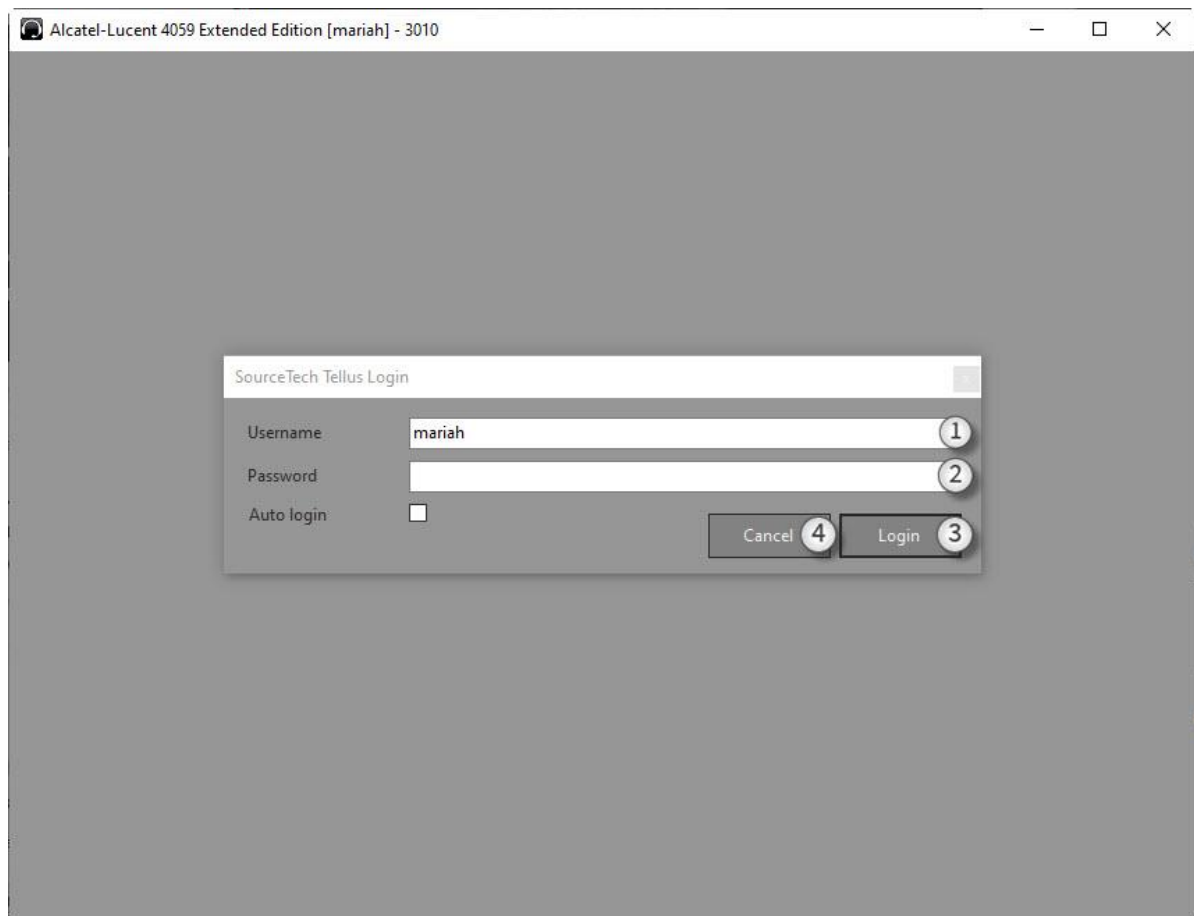 Alcatel-Lucent 4059 Extended Edition [mariah] - 3010
SourceTech Tellus Login
Username mariah 1
Password 2
Auto login
Cancel 4 Login 3